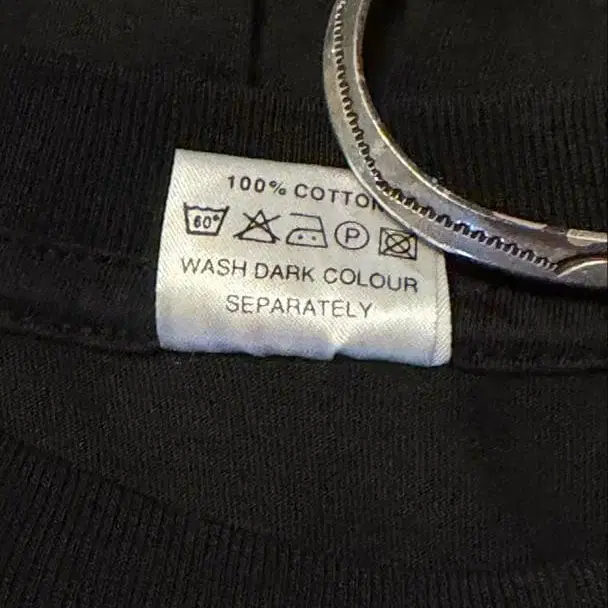 100% COTTON
60°
P
WASH DARK COLOUR
SEPARATELY